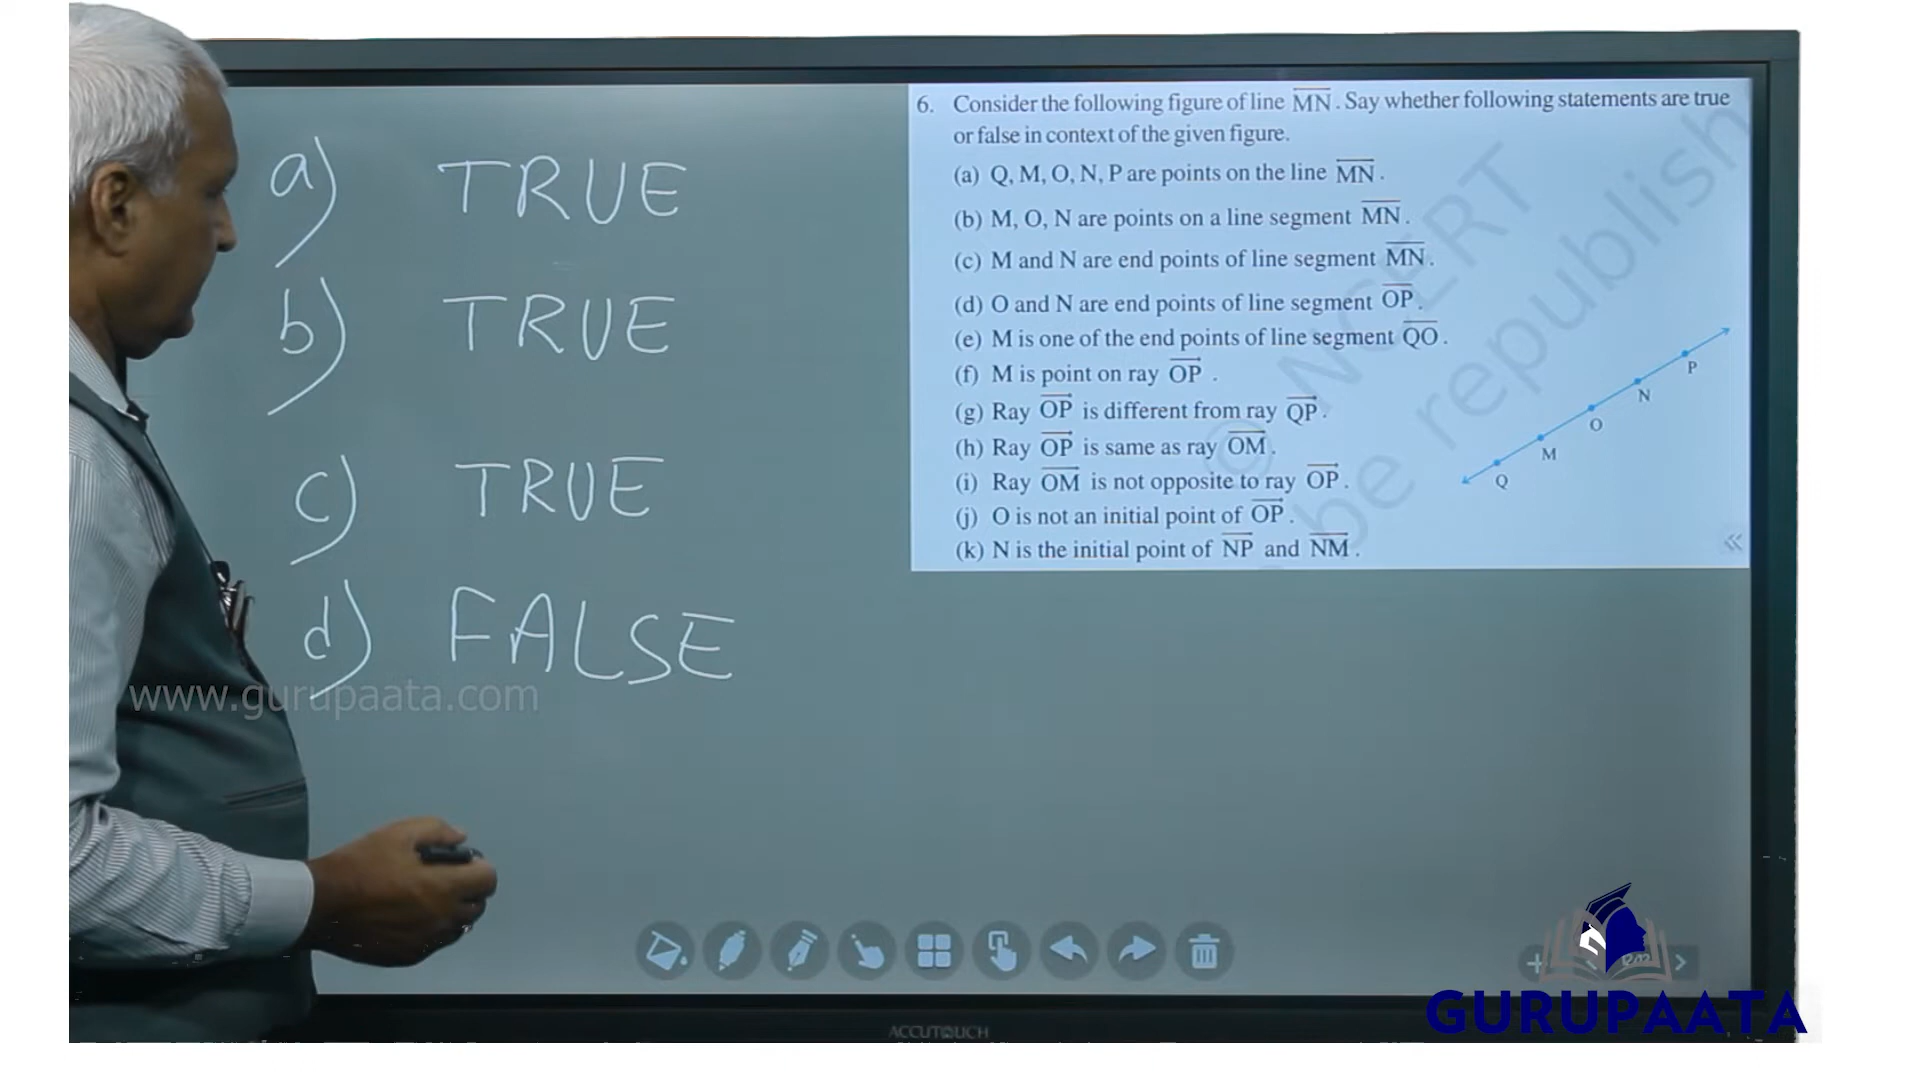 a) TRUE
b) TRUE
c) TRUE
d) FALSE
www.gurupaata.com
6. Consider the following figure of line MN. Say whether following statements are true
or false in context of the given figure.
(a) Q, M, O, N, P are points on the line MN.
(b) M, O, N are points on a line segment MN.
(c) M and N are end points of line segment MN.
(d) O and N are end points of line segment OP.
(e) M is one of the end points of line segment QO.
(f) M is point on ray OP.
(g) Ray OP is different from ray QP.
(h) Ray OP is same as ray OM.
(i) Ray OM is not opposite to ray OP.
(j) O is not an initial point of OP.
(k) N is the initial point of NP and NM.
P
N
O
M
Q
© NCERT
be republish
ACCUTOUCH
GURUPAATA